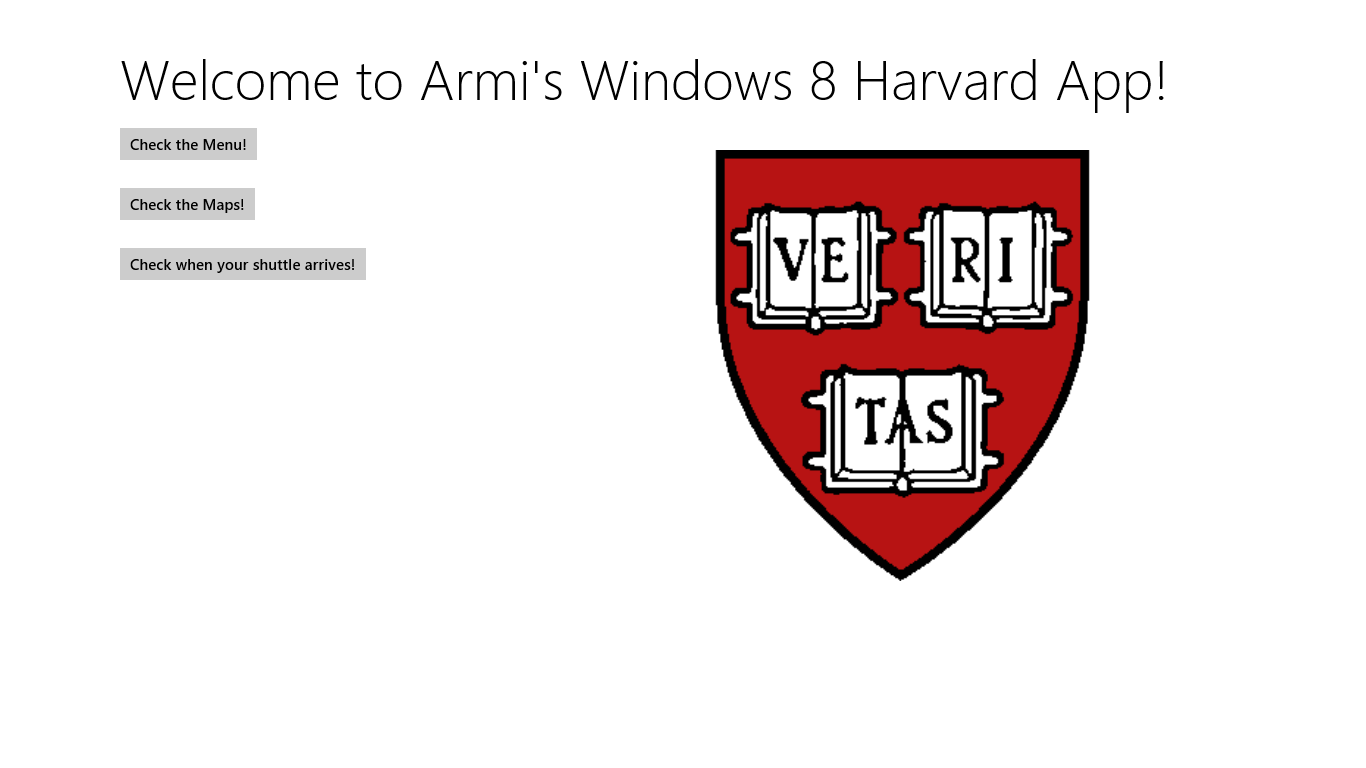 Welcome to Armi's Windows 8 Harvard App!
Check the Menu!
Check the Maps!
Check when your shuttle arrives!
VE RI
TAS